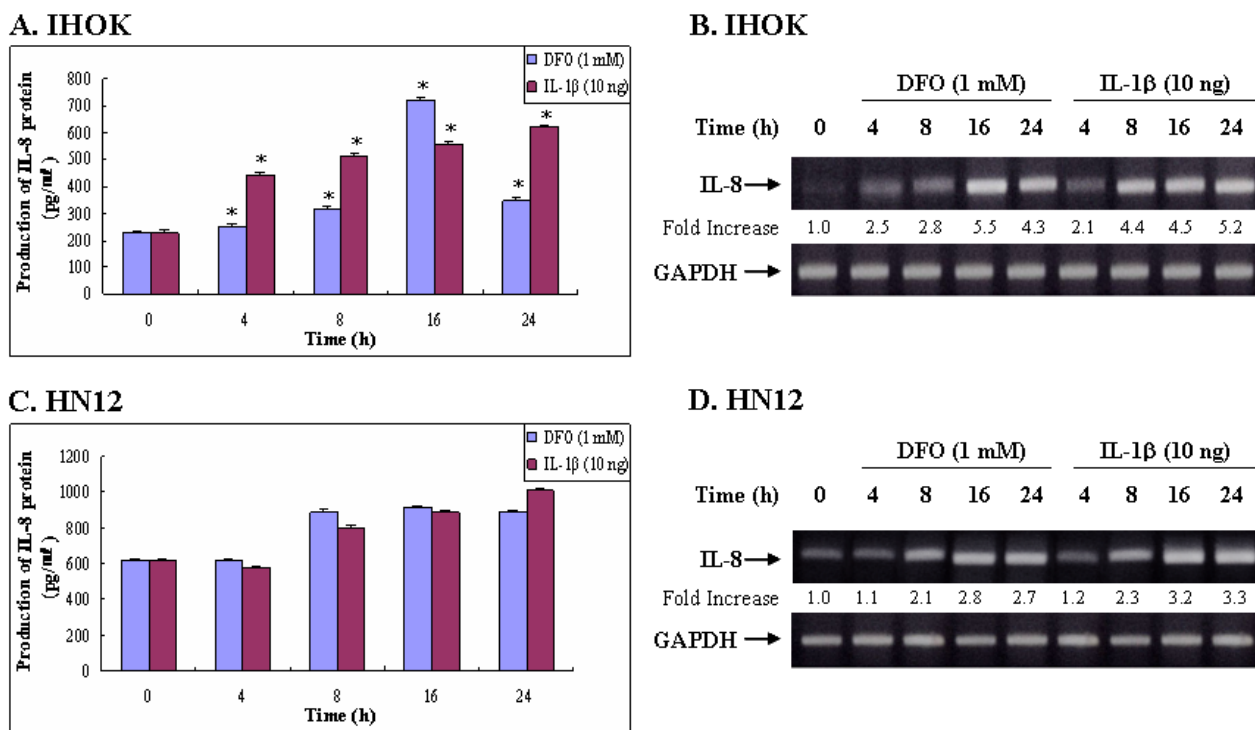 A. IHOK
DFO (1 mM)
IL-1β (10 ng)
Production of IL-8 protein
(pg/㎖)
800
700
600
500
400
300
200
100
0
* * * * * * * *
0 4 8 16 24
Time (h)
B. IHOK
DFO (1 mM) IL-1β (10 ng)
Time (h) 0 4 8 16 24 4 8 16 24
IL-8
Fold Increase 1.0 2.5 2.8 5.5 4.3 2.1 4.4 4.5 5.2
GAPDH
C. HN12
DFO (1 mM)
IL-1β (10 ng)
Production of IL-8 protein
(pg/㎖)
1200
1000
800
600
400
200
0
0 4 8 16 24
Time (h)
D. HN12
DFO (1 mM) IL-1β (10 ng)
Time (h) 0 4 8 16 24 4 8 16 24
IL-8
Fold Increase 1.0 1.1 2.1 2.8 2.7 1.2 2.3 3.2 3.3
GAPDH